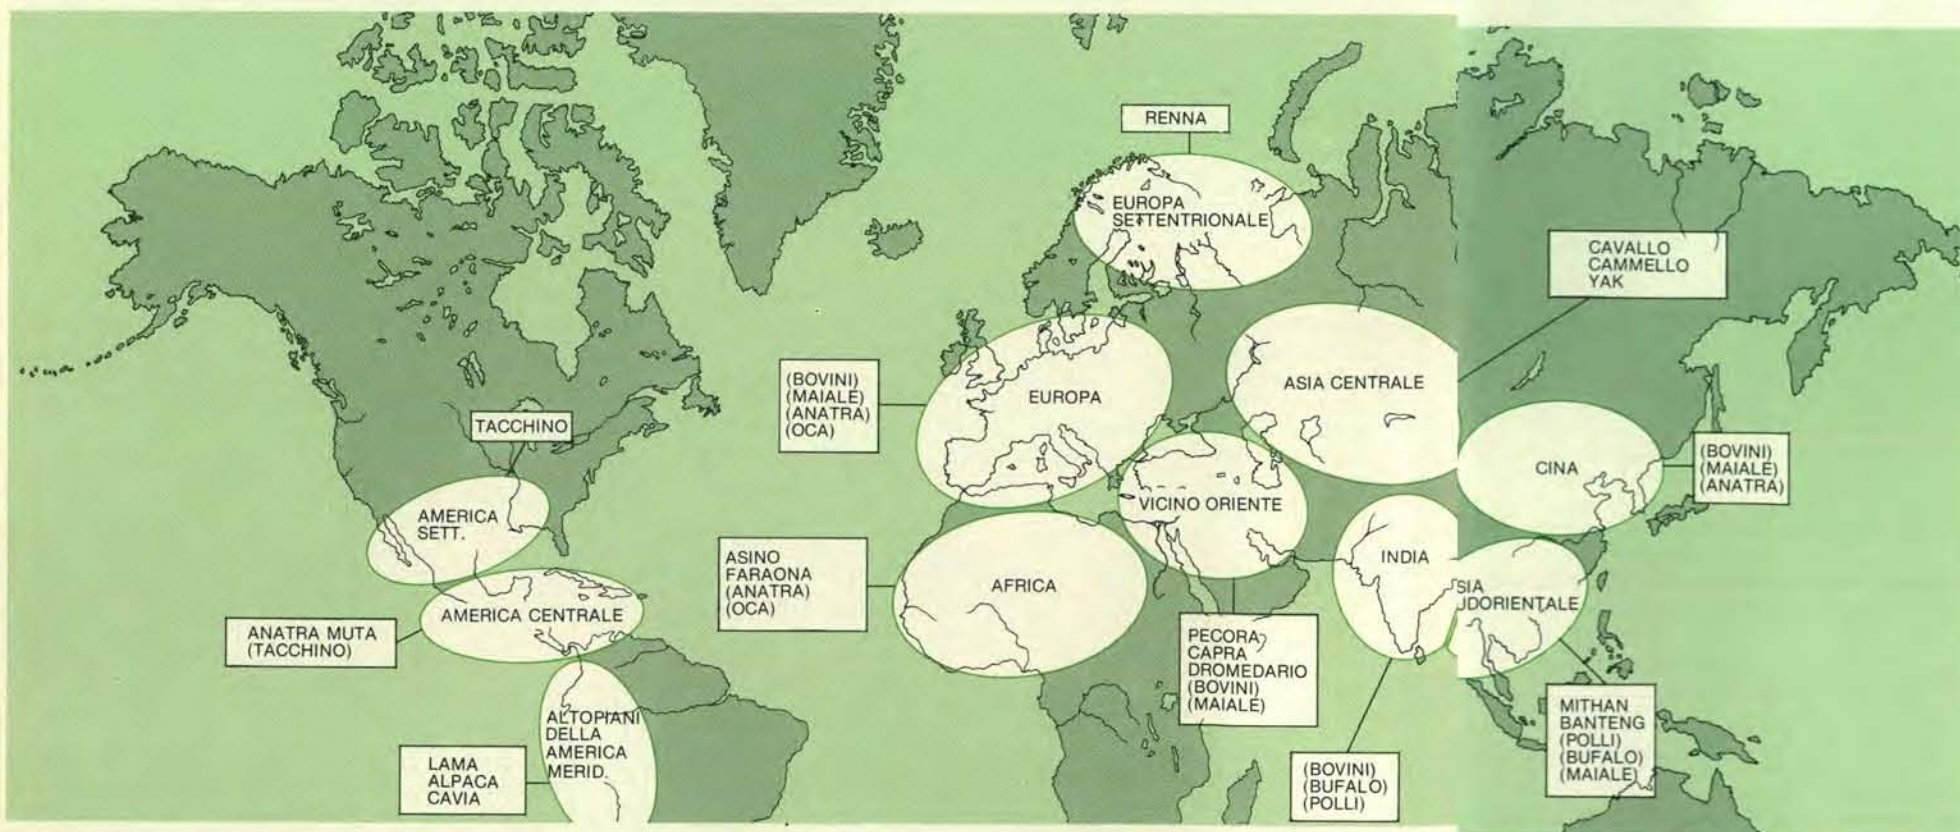 RENNA
EUROPA
SETTENTRIONALE
CAVALLO
CAMMELLO
YAK
(BOVINI)
(MAIALE)
(ANATRA)
(OCA)
EUROPA
ASIA CENTRALE
TACCHINO
CINA
(BOVINI)
(MAIALE)
(ANATRA)
AMERICA
SETT.
VICINO ORIENTE
ASINO
FARAONA
(ANATRA)
(OCA)
AFRICA
INDIA
SIA
UDORIENTALE
AMERICA CENTRALE
ANATRA MUTA
(TACCHINO)
PECORA
CAPRA
DROMEDARIO
(BOVINI)
(MAIALE)
ALTOPIANI
DELLA
AMERICA
MERID.
LAMA
ALPACA
CAVIA
(BOVINI)
(BUFALO)
(POLLI)
MITHAN
BANTENG
(POLLI)
(BUFALO)
(MAIALE)